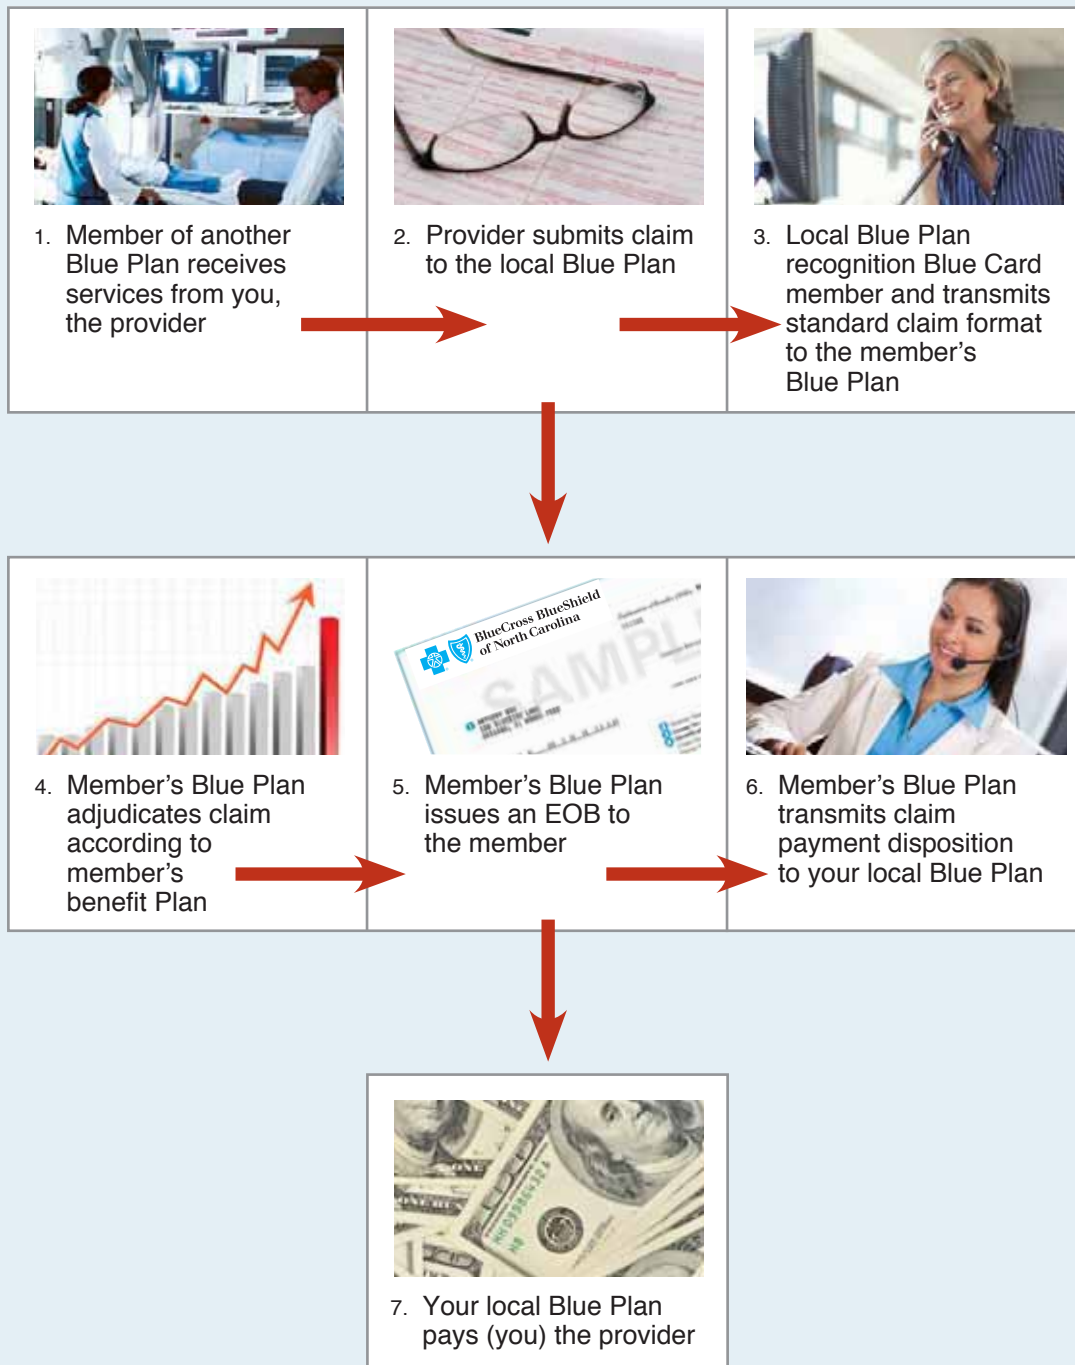 1. Member of another
Blue Plan receives
services from you,
the provider
2. Provider submits claim
to the local Blue Plan
3. Local Blue Plan
recognition Blue Card
member and transmits
standard claim format
to the member's
Blue Plan
4. Member's Blue Plan
adjudicates claim
according to
member's
benefit Plan
BlueCross BlueShield
of North Carolina
SAMPL
5. Member's Blue Plan
issues an EOB to
the member
6. Member's Blue Plan
transmits claim
payment disposition
to your local Blue Plan
7. Your local Blue Plan
pays (you) the provider